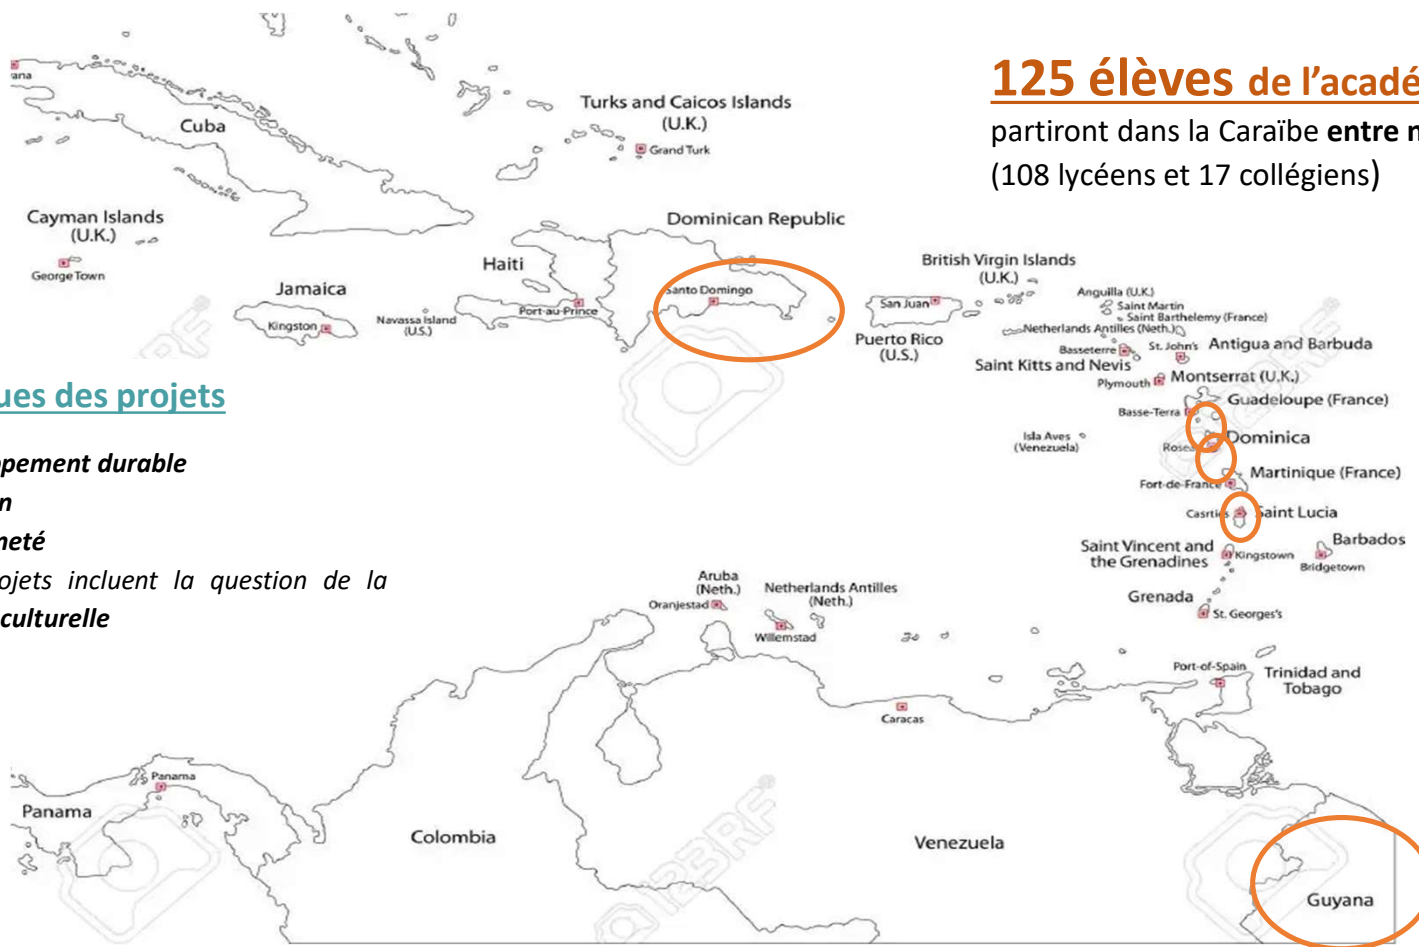 125 élèves de l'acadé
partiront dans la Caraïbe entre
(108 lycéens et 17 collégiens)
ues des projets
ppement durable
n
neté
ojets incluent la question de la
culturelle
ana
Cuba
Turks and Caicos Islands
(U.K.)
Grand Turk
Cayman Islands
(U.K.)
George Town
Jamaica
Kingston
Navassa Island
(U.S.)
Haiti
Port-au-Prince
Dominican Republic
Santo Domingo
San Juan
Puerto Rico
(U.S.)
British Virgin Islands
(U.K.)
Anguilla (U.K.)
Saint Martin
Saint Barthelemy (France)
Netherlands Antilles (Neth.)
Basseterre
St. John's
Antigua and Barbuda
Saint Kitts and Nevis
Plymouth
Montserrat (U.K.)
Guadeloupe (France)
Basse-Terra
Isla Aves
(Venezuela)
Rosea
Dominica
Martinique (France)
Fort-de-France
Casrties
Saint Lucia
Saint Vincent and
the Grenadines
Kingstown
Barbados
Bridgetown
Grenada
St. Georges's
Aruba
(Neth.)
Oranjestad
Netherlands Antilles
(Neth.)
Willemstad
Port-of-Spain
Trinidad and
Tobago
Caracas
Panama
Panama
Colombia
Venezuela
Guyana
123RF